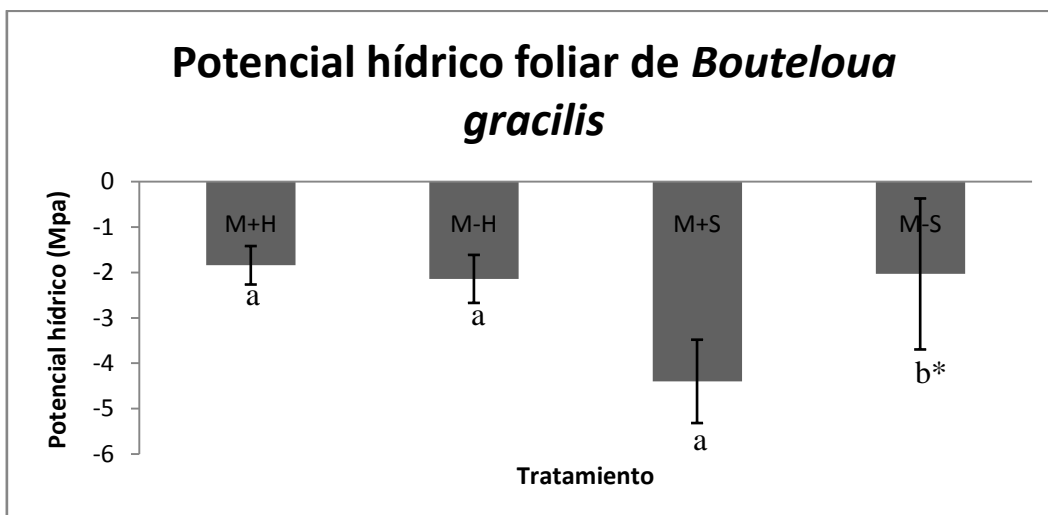 Potencial hídrico foliar de Bouteloua
gracilis
Potencial hídrico (Mpa)
0
-1
-2
-3
-4
-5
-6
M+H
M-H
M+S
M-S
a
a
a
b*
Tratamiento